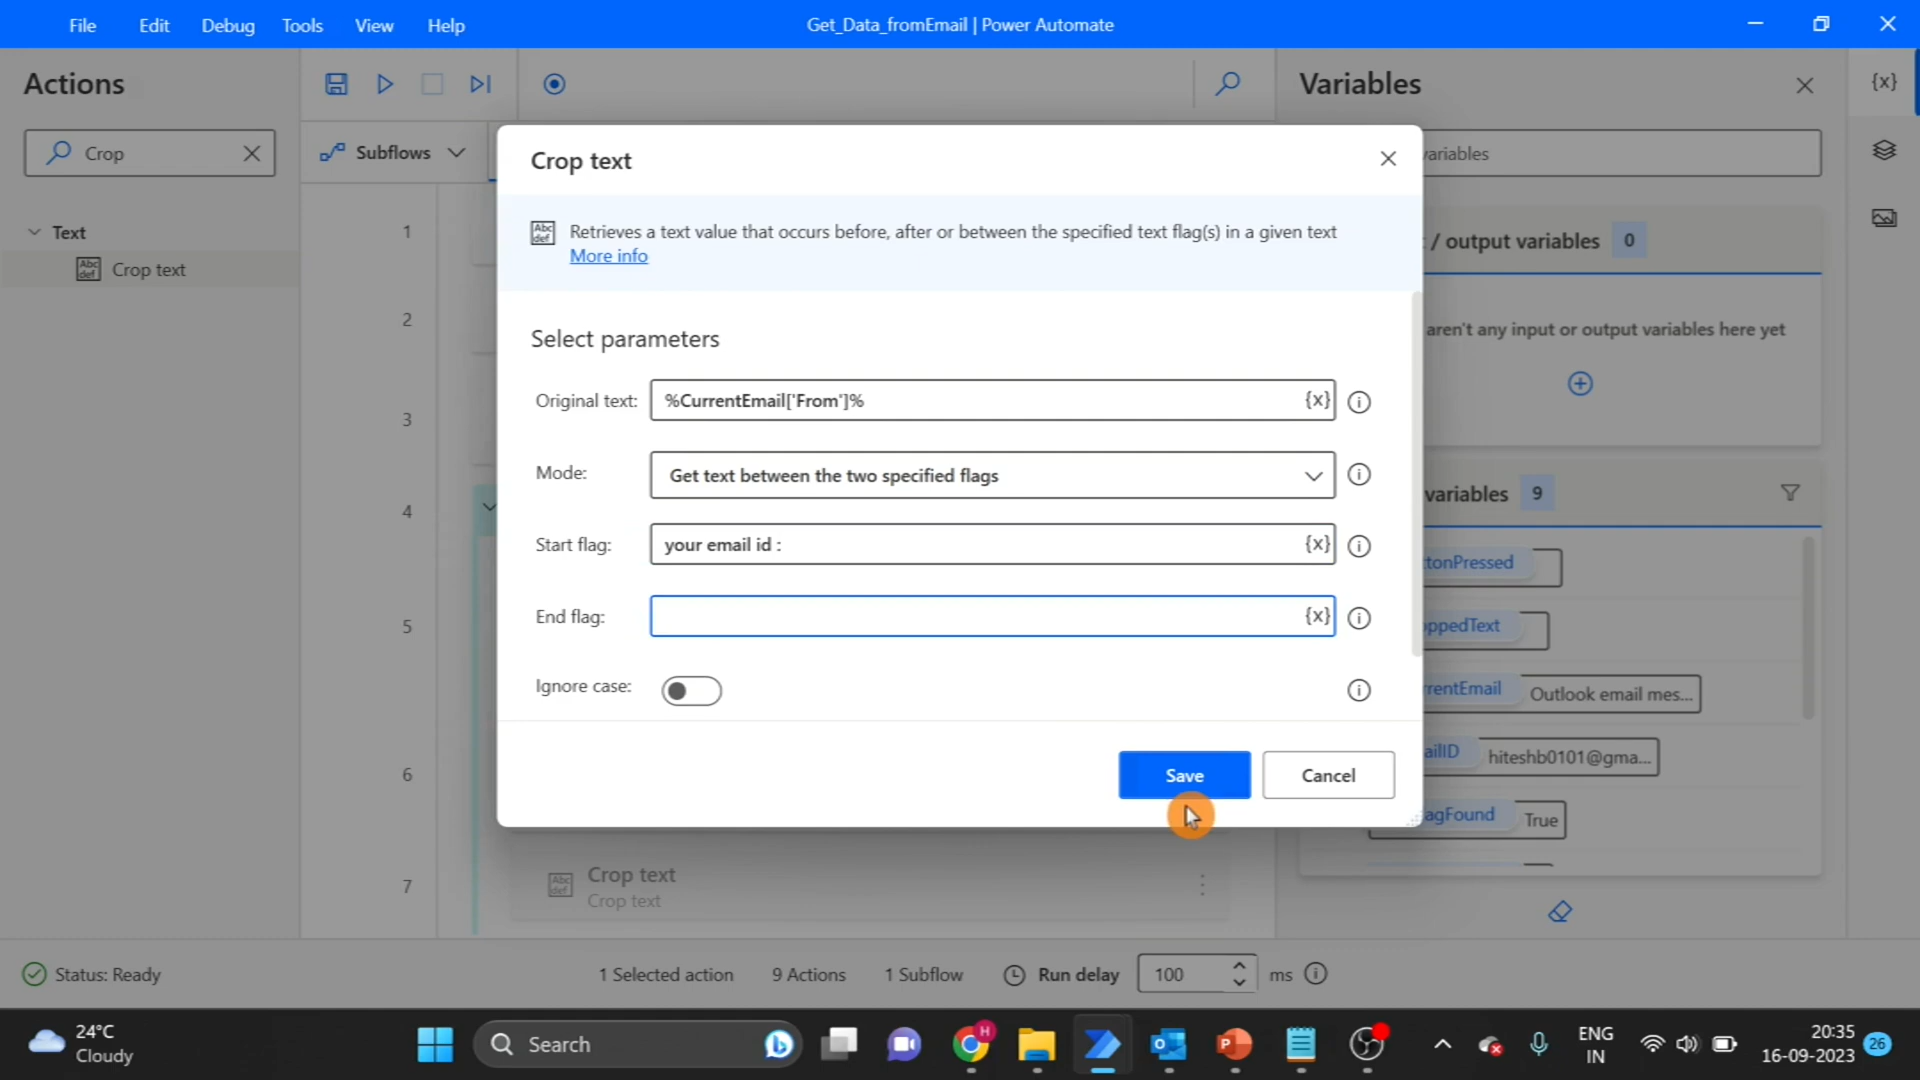 File Edit Debug Tools View Help
Get_Data_fromEmail | Power Automate
Actions
Crop
Text
Crop text
Subflows
1
2
3
4
5
6
7
Crop text
Retrieves a text value that occurs before, after or between the specified text flag(s) in a given text
More info
Select parameters
Original text: %CurrentEmail['From']% {x}
Mode: Get text between the two specified flags
Start flag: your email id : {x}
End flag: {x}
Ignore case:
Save Cancel
Crop text
Crop text
Variables
{x}
variables
/ output variables 0
aren't any input or output variables here yet
variables 9
tonPressed
ppedText
rentEmail Outlook email mes...
ailID hiteshb0101@gma...
agFound True
Status: Ready 1 Selected action 9 Actions 1 Subflow Run delay 100 ms
24°C
Cloudy
Search
H
ENG
IN
20:35
16-09-2023
26